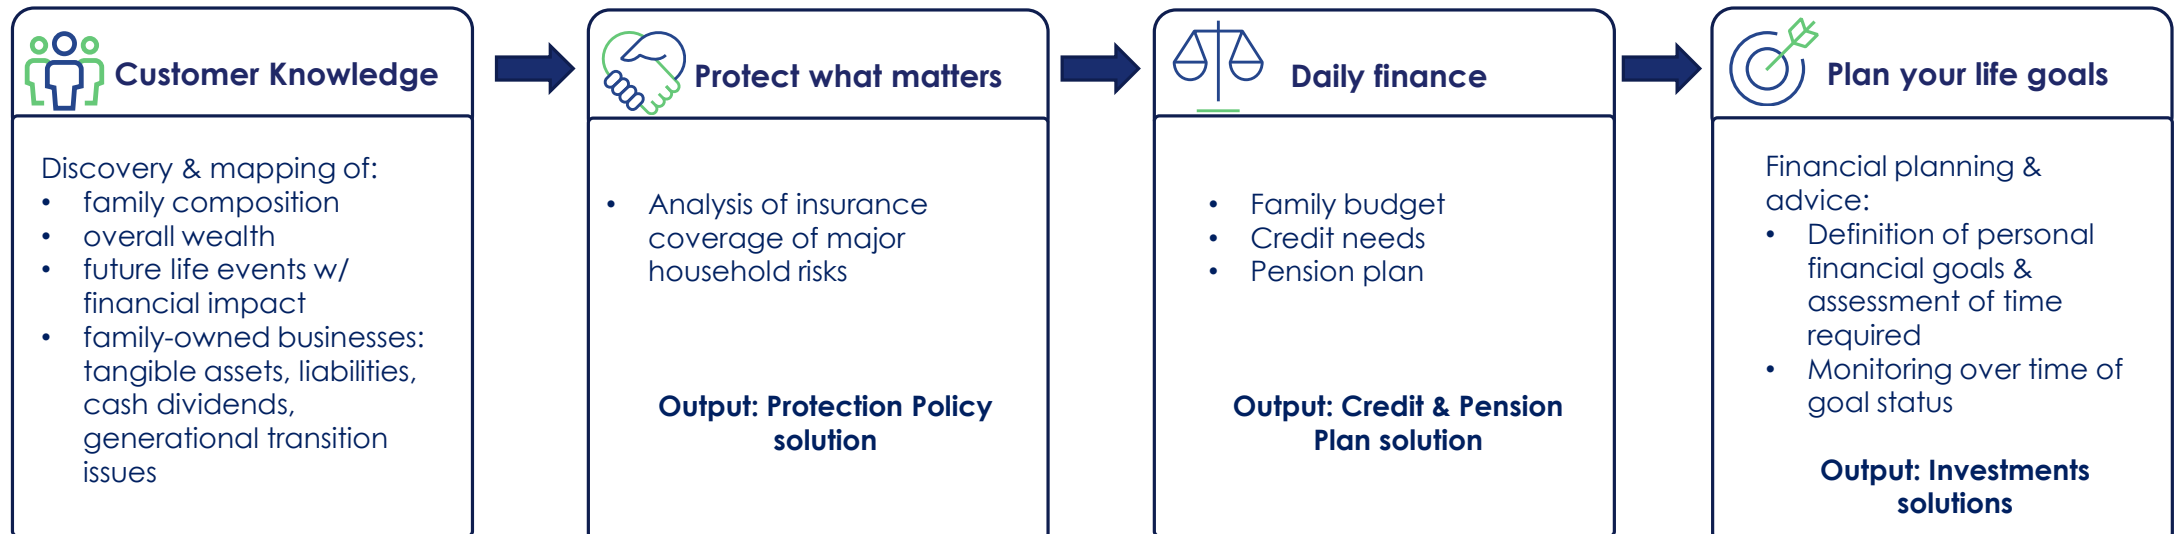 Customer Knowledge
Discovery & mapping of:
• family composition
• overall wealth
• future life events w/
financial impact
• family-owned businesses:
tangible assets, liabilities,
cash dividends,
generational transition
issues
Protect what matters
• Analysis of insurance
coverage of major
household risks
Output: Protection Policy
solution
Daily finance
• Family budget
• Credit needs
• Pension plan
Output: Credit & Pension
Plan solution
Plan your life goals
Financial planning &
advice:
• Definition of personal
financial goals &
assessment of time
required
• Monitoring over time of
goal status
Output: Investments
solutions